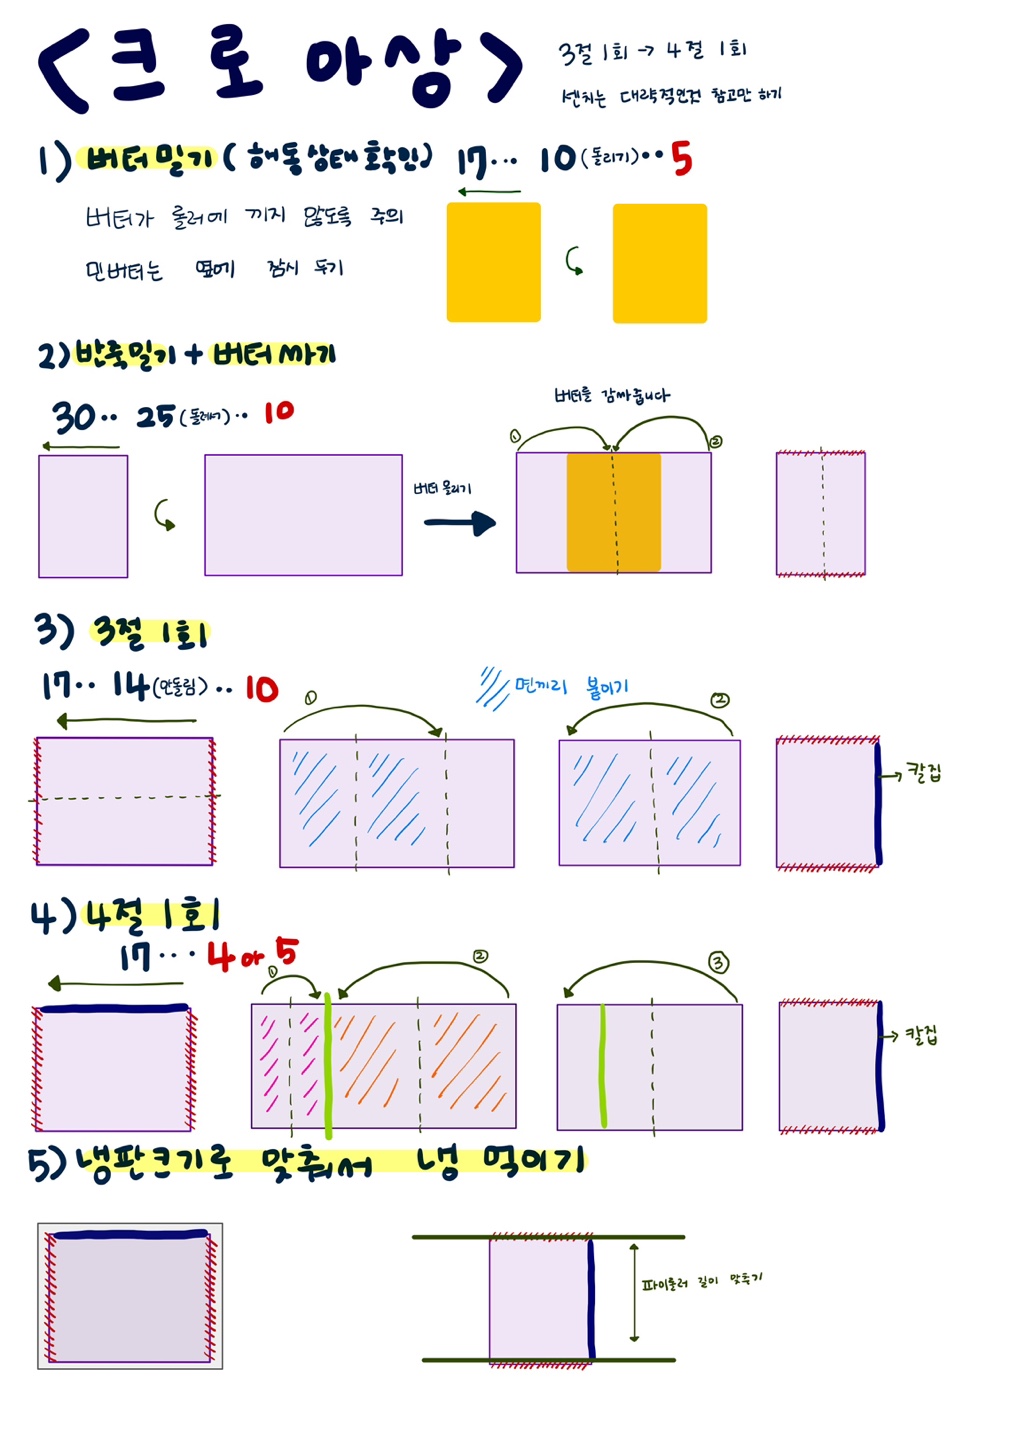 <크로아상>
3절 1회 → 4절 1회
센치는 대략적인것 참고만 하기
1) 버터밀기 (해동상태 확인) 17... 10 (돌리기)..5
버터가 롤러에 끼지 않도록 주의
민버터는 옆에 잠시 두기
2) 반죽밀기 + 버터싸기
30.. 25 (돌려서).. 10
버터를 감싸줍니다
① ②
버터 올리기
3) 3절 1회
17.. 14 (안돌림).. 10
① 면끼리 붙이기 ②
→ 칼집
4) 4절 1회
17... 4 or 5
① ② ③
→ 칼집
5) 냉판크기로 맞춰서 냉 먹이기
파이롤러 길이 맞추기